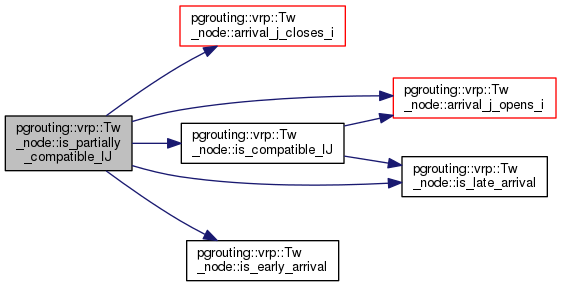 pgrouting::vrp::Tw
_node::arrival_j_closes_i
pgrouting::vrp::Tw
_node::arrival_j_opens_i
pgrouting::vrp::Tw
_node::is_partially
_compatible_IJ
pgrouting::vrp::Tw
_node::is_compatible_IJ
pgrouting::vrp::Tw
_node::is_late_arrival
pgrouting::vrp::Tw
_node::is_early_arrival